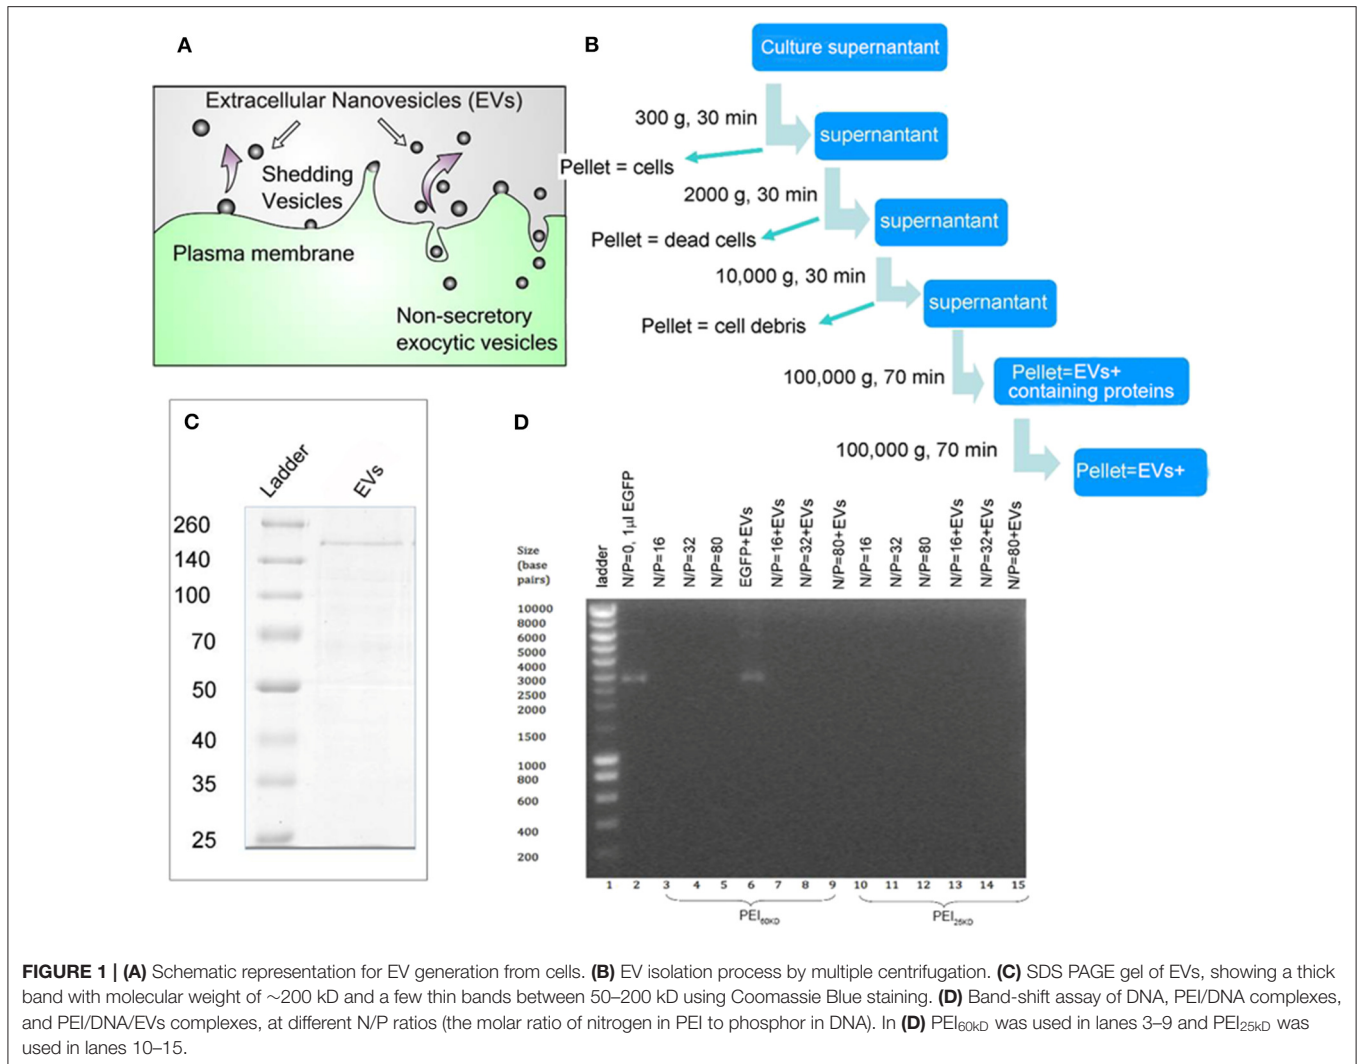 (A)
Extracellular Nanovesicles (EVs)
Shedding
Vesicles
Plasma membrane
Non-secretory
exocytic vesicles
(B)
Culture supernantant
300 g, 30 min
supernantant
Pellet = cells
2000 g, 30 min
supernantant
Pellet = dead cells
10,000 g, 30 min
supernantant
Pellet = cell debris
100,000 g, 70 min
Pellet=EVs+
containing proteins
100,000 g, 70 min
Pellet=EVs+
(C)
Ladder
EVs
260
140
100
70
50
40
35
25
(D)
Size
(base
pairs)
ladder
N/P=0, 1µl EGFP
N/P=16
N/P=32
N/P=80
EGFP+EVs
N/P=16+EVs
N/P=32+EVs
N/P=80+EVs
N/P=16
N/P=32
N/P=80
N/P=16+EVs
N/P=32+EVs
N/P=80+EVs
10000
8000
6000
5000
4000
3000
2500
2000
1500
1000
800
600
400
200
1 2 3 4 5 6 7 8 9 10 11 12 13 14 15
PEI60KD
PEI25KD
FIGURE 1 | (A) Schematic representation for EV generation from cells. (B) EV isolation process by multiple centrifugation. (C) SDS PAGE gel of EVs, showing a thick
band with molecular weight of ~200 kD and a few thin bands between 50–200 kD using Coomassie Blue staining. (D) Band-shift assay of DNA, PEI/DNA complexes,
and PEI/DNA/EVs complexes, at different N/P ratios (the molar ratio of nitrogen in PEI to phosphor in DNA). In (D) PEI60kD was used in lanes 3–9 and PEI25kD was
used in lanes 10–15.